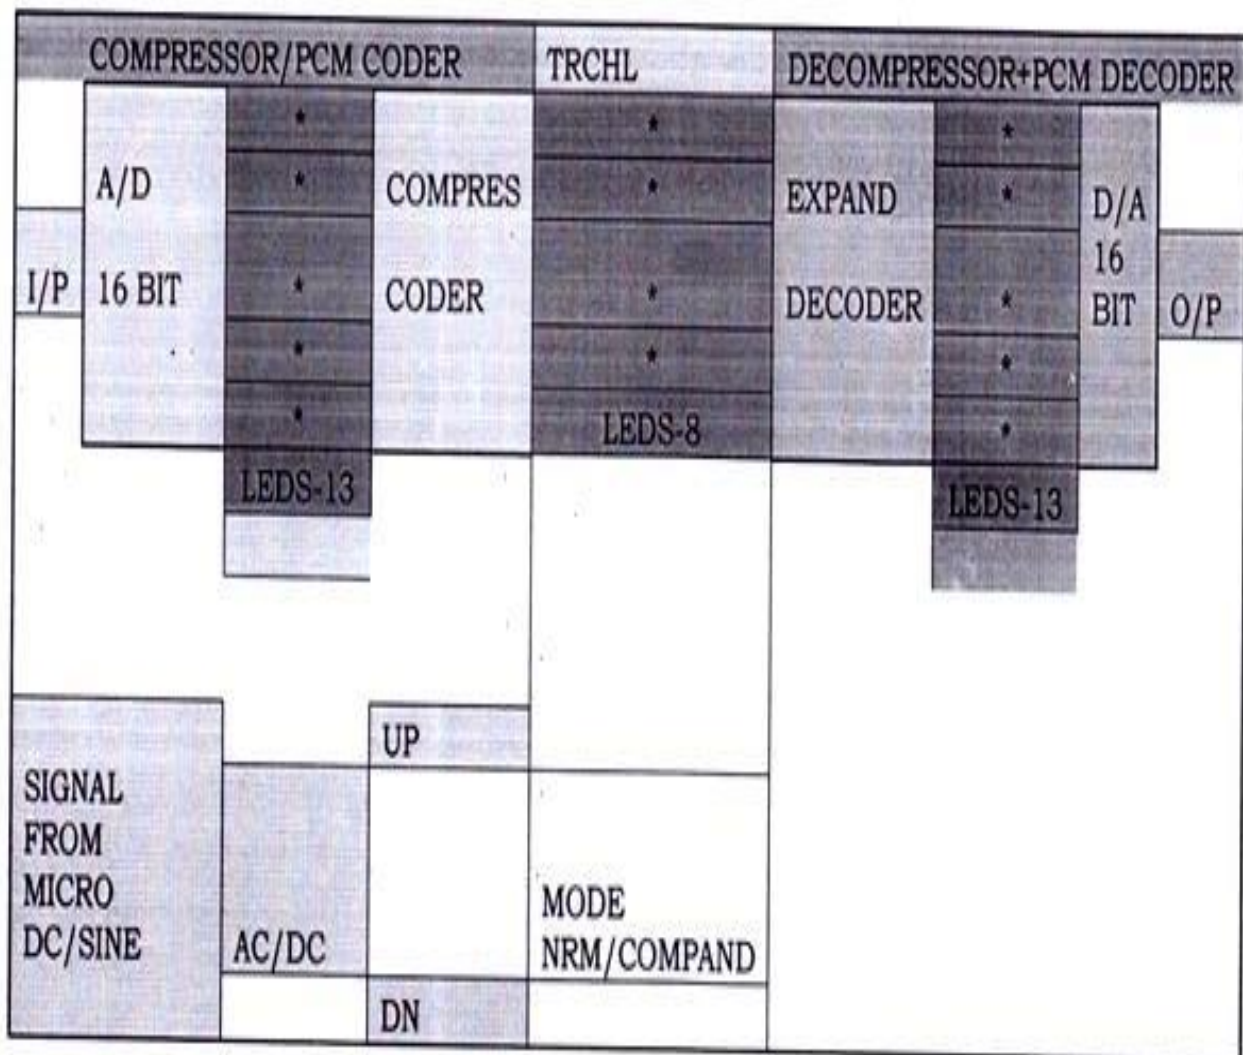 COMPRESSOR/PCM CODER TRCHL DECOMPRESSOR+PCM DECODER
* * *
A/D * COMPRES * EXPAND * D/A
16
I/P 16 BIT * CODER * DECODER * BIT O/P
* * *
* LEDS-8 *
LEDS-13 LEDS-13
UP
SIGNAL
FROM
MICRO MODE
DC/SINE AC/DC NRM/COMPAND
DN